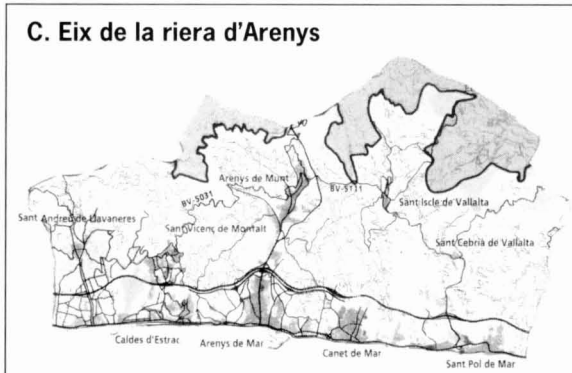 C. Eix de la riera d'Arenys
Arenys de Munt
BV-5031
BV-5131
Sant Iscle de Vallalta
Sant Andreu de Llavaneres
Sant Vicenç de Montalt
Sant Cebrià de Vallalta
Caldes d'Estrac
Arenys de Mar
Canet de Mar
Sant Pol de Mar